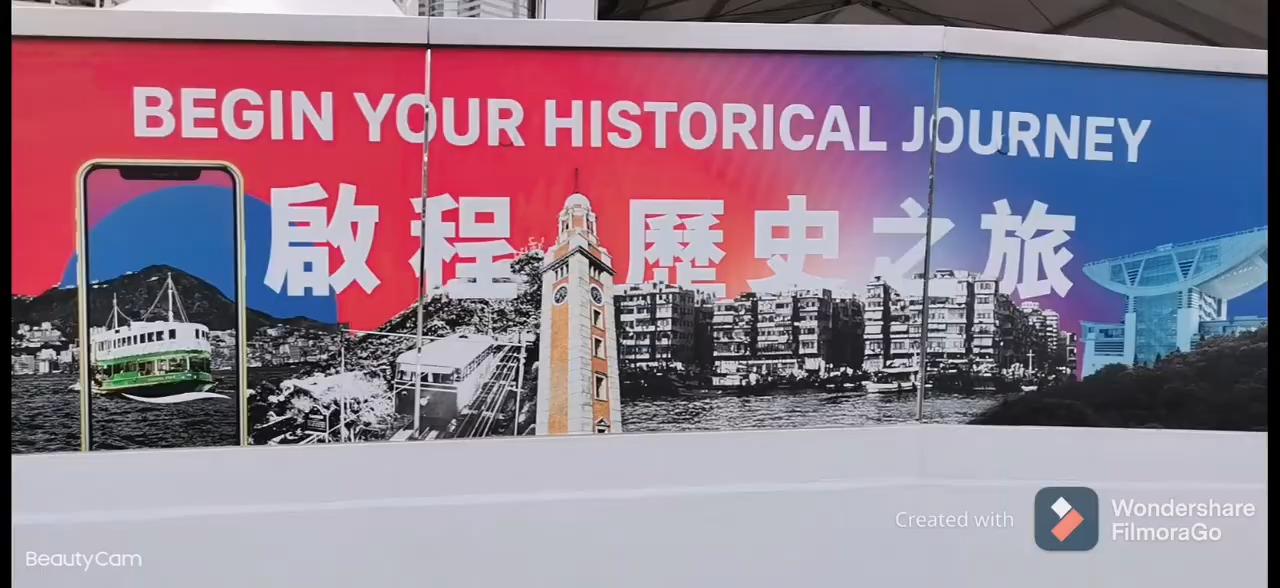 BEGIN YOUR HISTORICAL JOURNEY
啟程 歷史之旅
Created with
Wondershare
FilmoraGo
BeautyCam